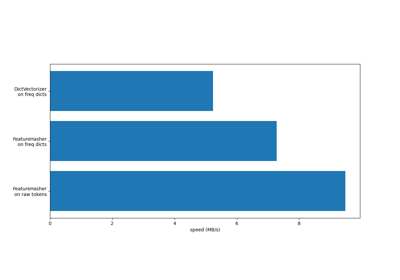 DictVectorizer
on freq dicts
FeatureHasher
on freq dicts
FeatureHasher
on raw tokens
0 2 4 6 8
speed (MB/s)